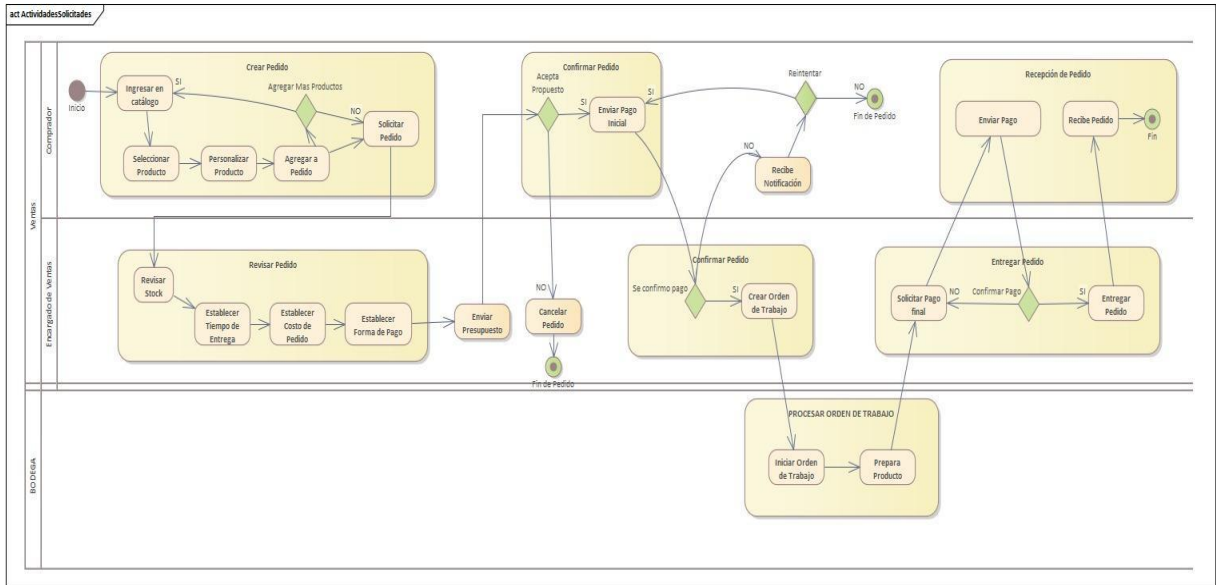 act ActividadesSolicitades
Ventas
Comprador
Inicio
Crear Pedido
Ingresar en
catálogo
SI
Agregar Mas Productos
NO
Solicitar
Pedido
Seleccionar
Producto
Personalizar
Producto
Agregar a
Pedido
Confirmar Pedido
Acepta
Propuesto
SI
Enviar Pago
Inicial
SI
Reintentar
NO
Fin de Pedido
NO
Recibe
Notificación
Recepción de Pedido
Enviar Pago
Recibe Pedido
Fin
Encargado de Ventas
Revisar Pedido
Revisar
Stock
Establecer
Tiempo de
Entrega
Establecer
Costo de
Pedido
Establecer
Forma de Pago
Enviar
Presupuesto
NO
Cancelar
Pedido
Fin de Pedido
Confirmar Pedido
Se confirmo pago
SI
Crear Orden
de Trabajo
Entregar Pedido
Solicitar Pago
final
NO
Confirmar Pago
SI
Entregar
Pedido
BODEGA
PROCESAR ORDEN DE TRABAJO
Iniciar Orden
de Trabajo
Prepara
Producto